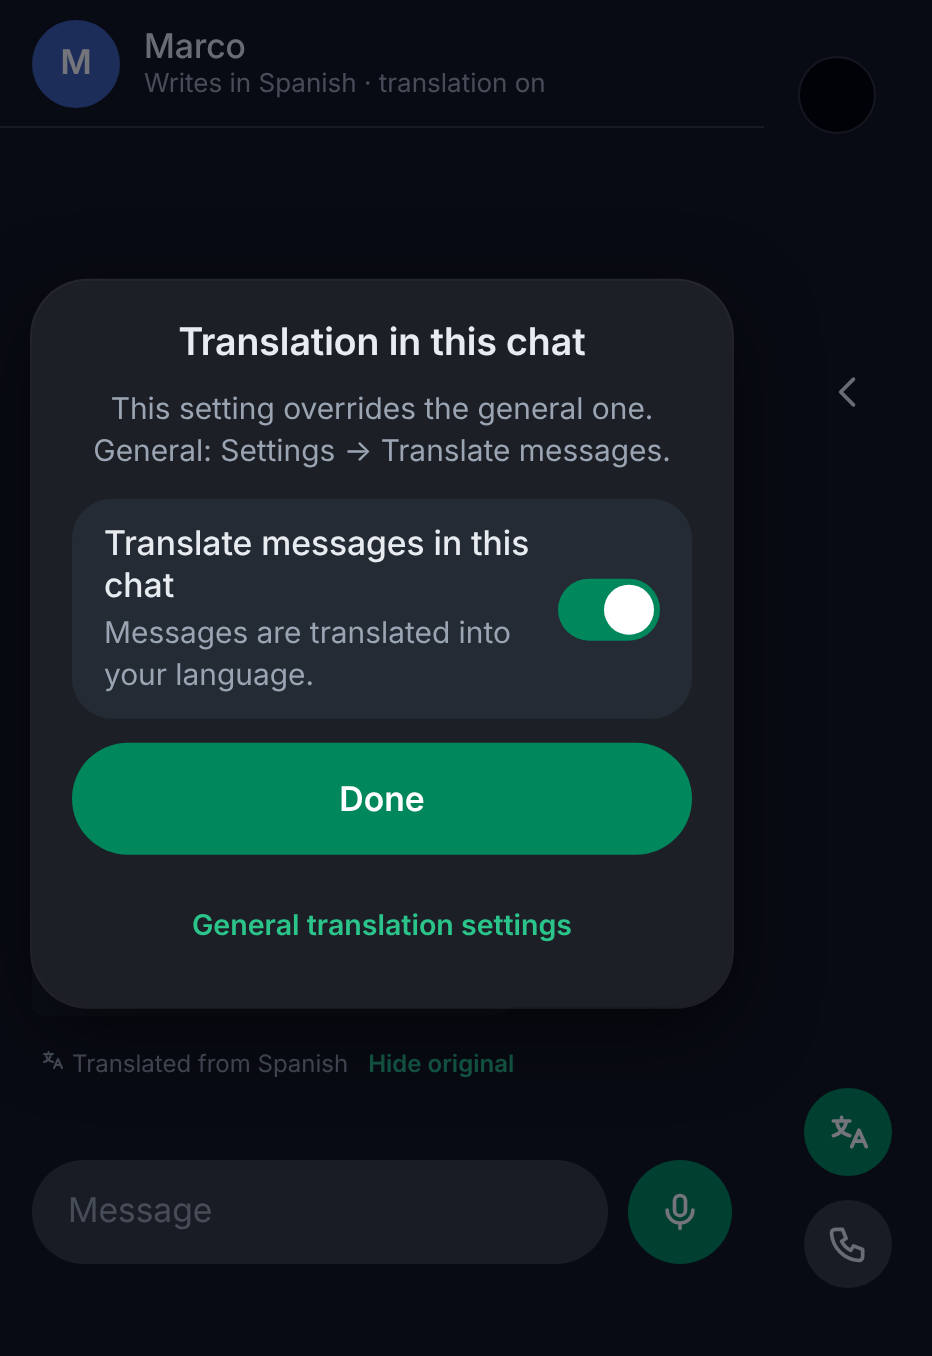 M
Marco
Writes in Spanish · translation on
Translation in this chat
This setting overrides the general one.
General: Settings → Translate messages.
Translate messages in this
chat
Messages are translated into
your language.
Done
General translation settings
Translated from Spanish Hide original
Message